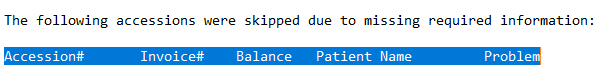 The following accessions were skipped due to missing required information:
Accession# Invoice# Balance Patient Name Problem